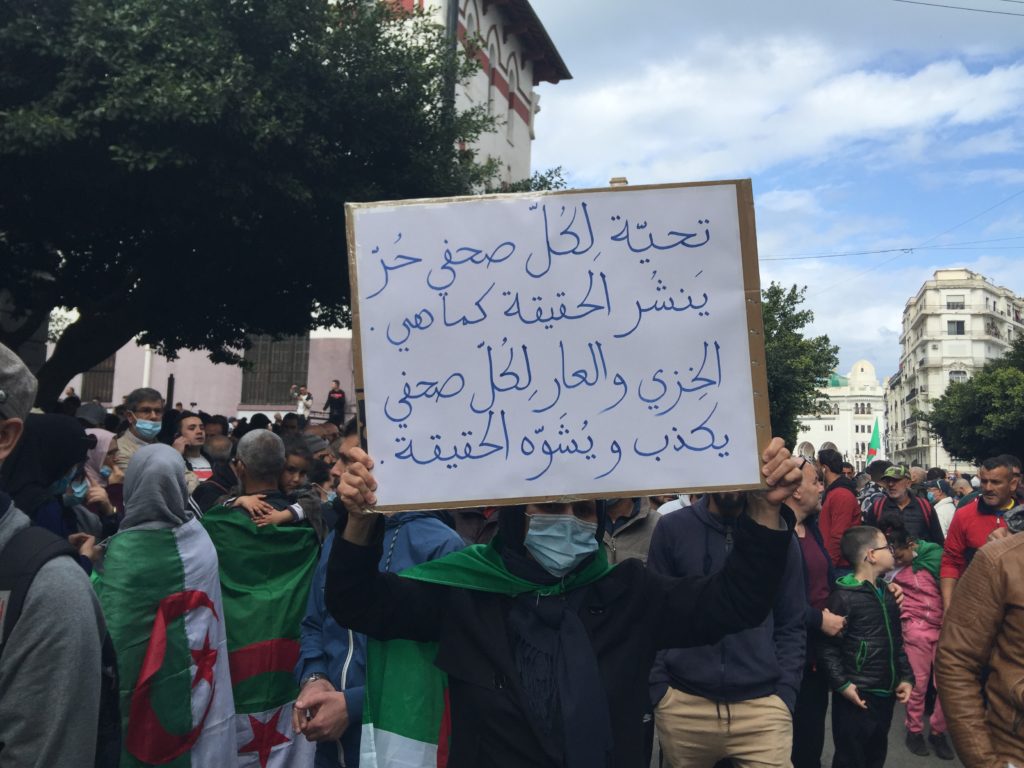 تحيّة لِكُلّ صحفي حُرّ
يَنشُر الحقيقة كما هي .
الخِزي والعار لِكُلّ صحفي
يكذب و يُشَوّه الحقيقة .